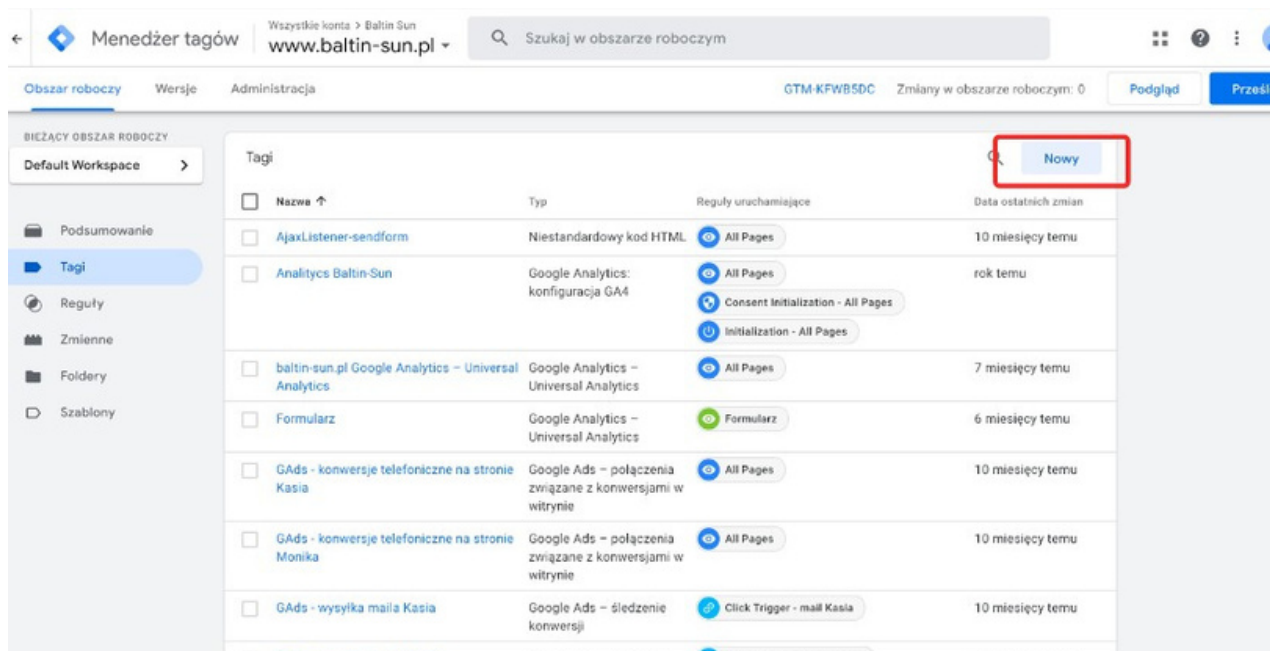 Wszystkie konta > Baltin Sun
Menedżer tagów
www.baltin-sun.pl
Szukaj w obszarze roboczym
Obszar roboczy
Wersje
Administracja
GTM-KFWB5DC
Zmiany w obszarze roboczym: 0
Podgląd
Prześl
BIEŻĄCY OBSZAR ROBOCZY
Default Workspace
Podsumowanie
Tagi
Reguły
Zmienne
Foldery
Szablony
Tagi
Nowy
Nazwa ↑
Typ
Reguły uruchamiające
Data ostatnich zmian
AjaxListener-sendform
Niestandardowy kod HTML
All Pages
10 miesięcy temu
Analitycs Baltin-Sun
Google Analytics:
konfiguracja GA4
All Pages
Consent Initialization - All Pages
Initialization - All Pages
rok temu
baltin-sun.pl Google Analytics – Universal
Analytics
Google Analytics –
Universal Analytics
All Pages
7 miesięcy temu
Formularz
Google Analytics –
Universal Analytics
Formularz
6 miesięcy temu
GAds - konwersje telefoniczne na stronie
Kasia
Google Ads – połączenia
związane z konwersjami w
witrynie
All Pages
10 miesięcy temu
GAds - konwersje telefoniczne na stronie
Monika
Google Ads – połączenia
związane z konwersjami w
witrynie
All Pages
10 miesięcy temu
GAds - wysyłka maila Kasia
Google Ads – śledzenie
konwersji
Click Trigger - mail Kasia
10 miesięcy temu